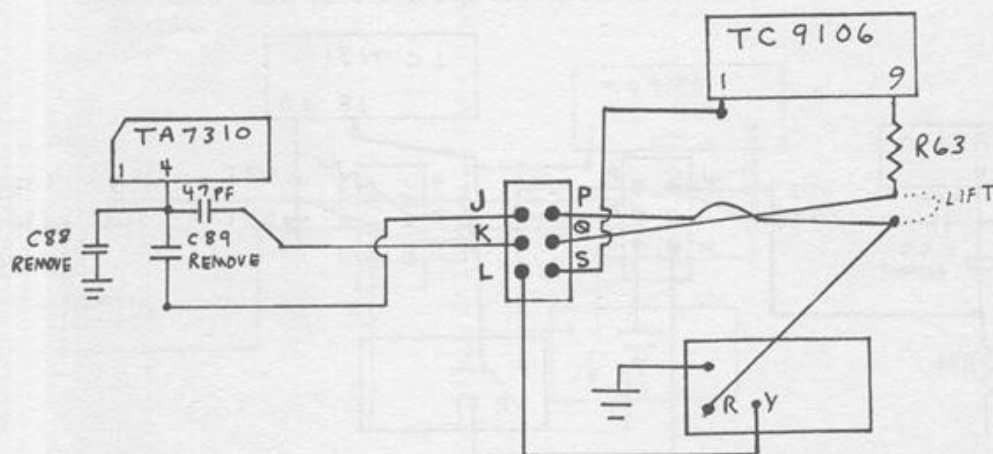 TC 9106
1 9
R63
LIFT
TA7310
1 4
47PF
C88
REMOVE
C89
REMOVE
J P
K Q
L S
R Y